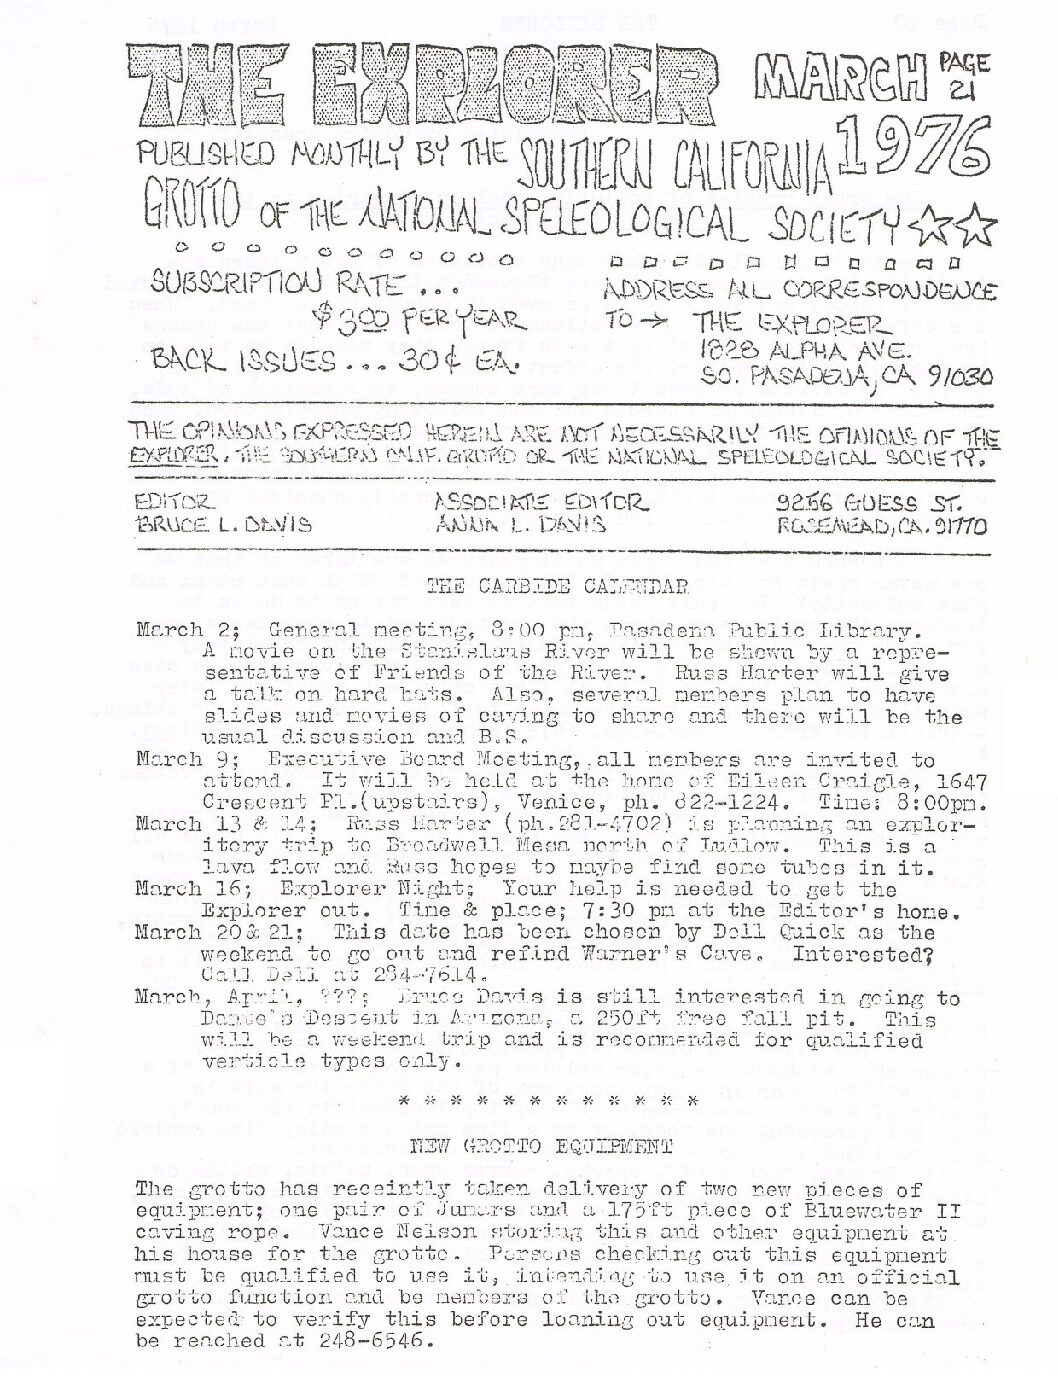 THE EXPLORER MARCH PAGE 21
1976
PUBLISHED MONTHLY BY THE SOUTHERN CALIFORNIA
GROTTO OF THE NATIONAL SPELEOLOGICAL SOCIETY ☆☆
SUBSCRIPTION RATE ...
$3.00 PER YEAR
BACK ISSUES ... 30¢ EA.
ADDRESS ALL CORRESPONDENCE
TO → THE EXPLORER
1828 ALPHA AVE.
SO. PASADENA, CA 91030
THE OPINIONS EXPRESSED HEREIN ARE NOT NECESSARILY THE OPINIONS OF THE
EXPLORER, THE SOUTHERN CALIF. GROTTO OR THE NATIONAL SPELEOLOGICAL SOCIETY.
EDITOR
BRUCE L. DAVIS
ASSOCIATE EDITOR
ANNA L. DAVIS
9266 GUESS ST.
ROSEMEAD, CA. 91770
THE CARBIDE CALENDAR
March 2; General meeting, 8:00 pm, Pasadena Public Library.
A movie on the Stanislaus River will be shown by a repre-
sentative of Friends of the River. Russ Harter will give
a talk on hard hats. Also, several members plan to have
slides and movies of caving to share and there will be the
usual discussion and B.S.
March 9; Executive Board Meeting, all members are invited to
attend. It will be held at the home of Eileen Craigle, 1647
Crescent Pl.(upstairs), Venice, ph. 822-1224. Time: 8:00pm.
March 13 & 14; Russ Harter (ph.281-4702) is planning an explor-
itory trip to Broadwell Mesa north of Ludlow. This is a
lava flow and Russ hopes to maybe find some tubes in it.
March 16; Explorer Night; Your help is needed to get the
Explorer out. Time & place; 7:30 pm at the Editor's home.
March 20& 21; This date has been chosen by Dell Quick as the
weekend to go out and refind Warner's Cave. Interested?
Call Dell at 284-7614.
March, April, ???; Bruce Davis is still interested in going to
Dante's Descent in Arizona, a 250ft free fall pit. This
will be a weekend trip and is recommended for qualified
verticle types only.
* * * * * * * * * * * *
NEW GROTTO EQUIPMENT
The grotto has receintly taken delivery of two new pieces of
equipment; one pair of Jumars and a 175ft piece of Bluewater II
caving rope. Vance Nelson storing this and other equipment at
his house for the grotto. Persons checking out this equipment
must be qualified to use it, intending to use it on an official
grotto function and be members of the grotto. Vance can be
expected to verify this before loaning out equipment. He can
be reached at 248-6546.